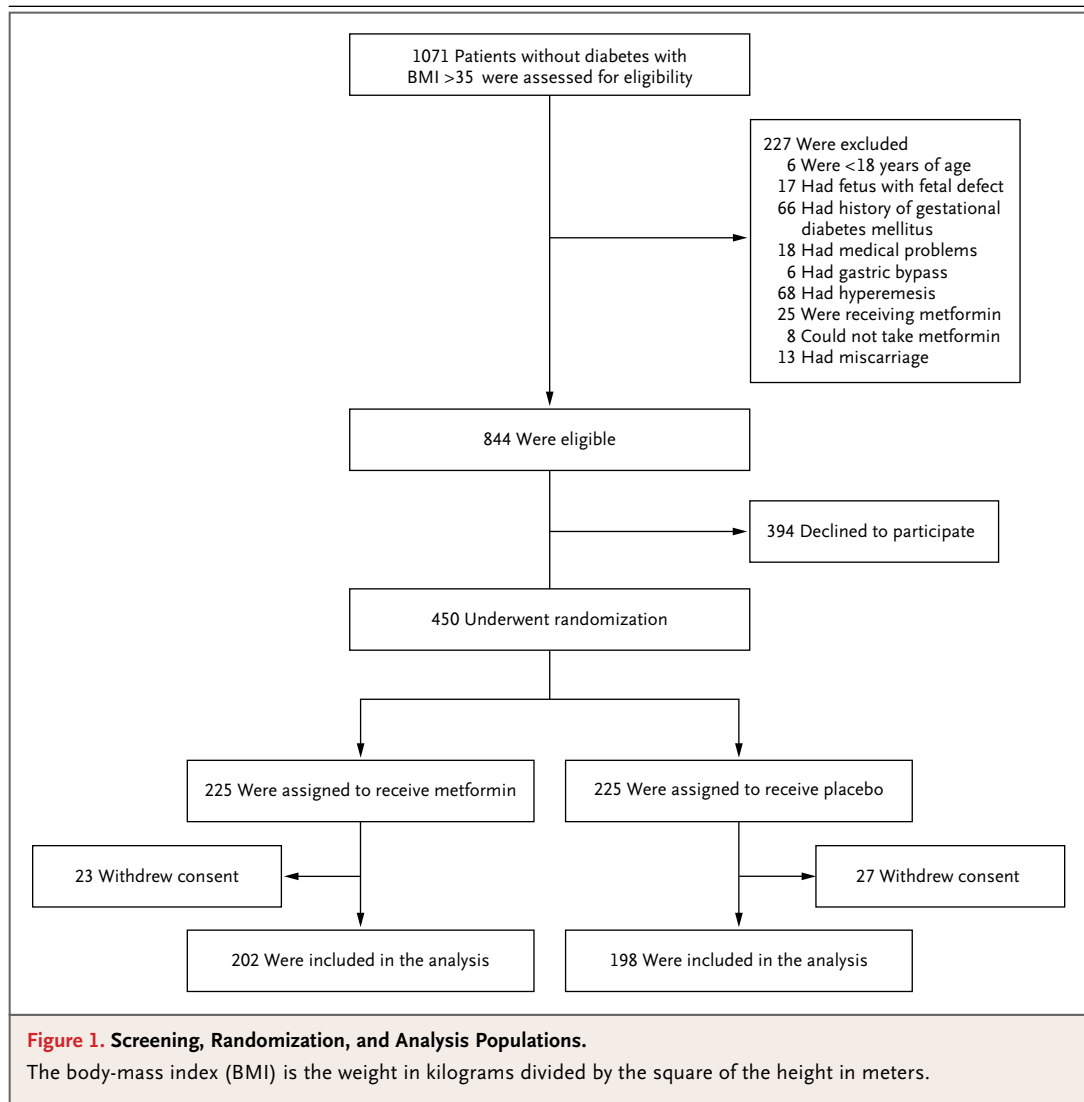 1071 Patients without diabetes with
BMI >35 were assessed for eligibility
227 Were excluded
6 Were <18 years of age
17 Had fetus with fetal defect
66 Had history of gestational
diabetes mellitus
18 Had medical problems
6 Had gastric bypass
68 Had hyperemesis
25 Were receiving metformin
8 Could not take metformin
13 Had miscarriage
844 Were eligible
394 Declined to participate
450 Underwent randomization
225 Were assigned to receive metformin
225 Were assigned to receive placebo
23 Withdrew consent
27 Withdrew consent
202 Were included in the analysis
198 Were included in the analysis
Figure 1. Screening, Randomization, and Analysis Populations.
The body-mass index (BMI) is the weight in kilograms divided by the square of the height in meters.